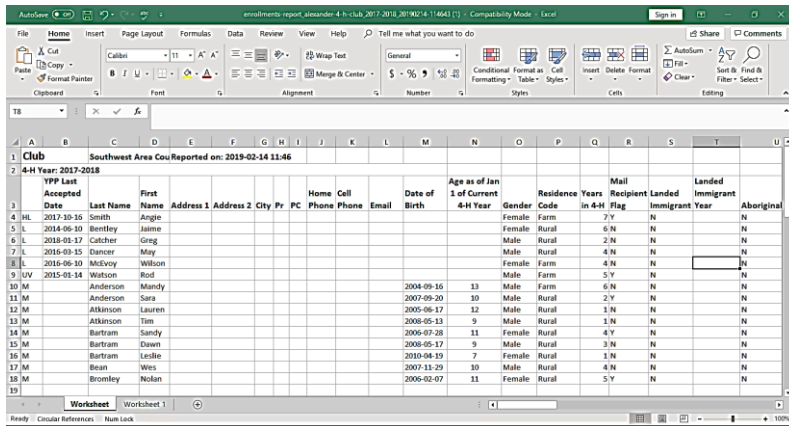 AutoSave Off enrollments-report_alexander-4-h-club_2017-2018_20190214-114643 (1) - Compatibility Mode - Excel Sign in
File Home Insert Page Layout Formulas Data Review View Help Tell me what you want to do Share Comments
Paste Cut Copy Format Painter Calibri 11 B I U Wrap Text Merge & Center General $ % Conditional Formatting Format as Table Cell Styles Insert Delete Format AutoSum Fill Clear Sort & Filter Find & Select
Clipboard Font Alignment Number Styles Cells Editing
T8 fx
A B C D E F G H I J K L M N O P Q R S T U
1 Club Southwest Area Cou Reported on: 2019-02-14 11:46
2 4-H Year: 2017-2018
3 YPP Last Accepted Date Last Name First Name Address 1 Address 2 City Pr PC Home Phone Cell Phone Email Date of Birth Age as of Jan 1 of Current 4-H Year Gender Residence Code Years in 4-H Mail Recipient Flag Landed Immigrant Landed Immigrant Year Aboriginal
4 HL 2017-10-16 Smith Angie Female Farm 7 Y N N
5 L 2014-06-10 Bentley Jaime Female Rural 6 N N N
6 L 2018-01-17 Catcher Greg Male Rural 2 N N N
7 L 2016-03-15 Dancer May Male Rural 4 N N N
8 L 2016-06-10 McEvoy Wilson Female Farm 4 N N N
9 UV 2015-01-14 Watson Rod Male Farm 5 Y N N
10 M Anderson Mandy 2004-09-16 13 Male Farm 6 N N N
11 M Anderson Sara 2007-09-20 10 Male Rural 2 Y N N
12 M Atkinson Lauren 2005-06-17 12 Male Rural 1 N N N
13 M Atkinson Tim 2008-05-13 9 Male Rural 1 N N N
14 M Bartram Sandy 2006-07-28 11 Female Rural 4 Y N N
15 M Bartram Dawn 2008-05-17 9 Male Rural 3 N N N
16 M Bartram Leslie 2010-04-19 7 Female Rural 1 N N N
17 M Bean Wes 2007-11-29 10 Male Rural 4 N N N
18 M Bromley Nolan 2006-02-07 11 Female Rural 5 Y N N
19
Worksheet Worksheet 1
Ready Circular References Num Lock 100%